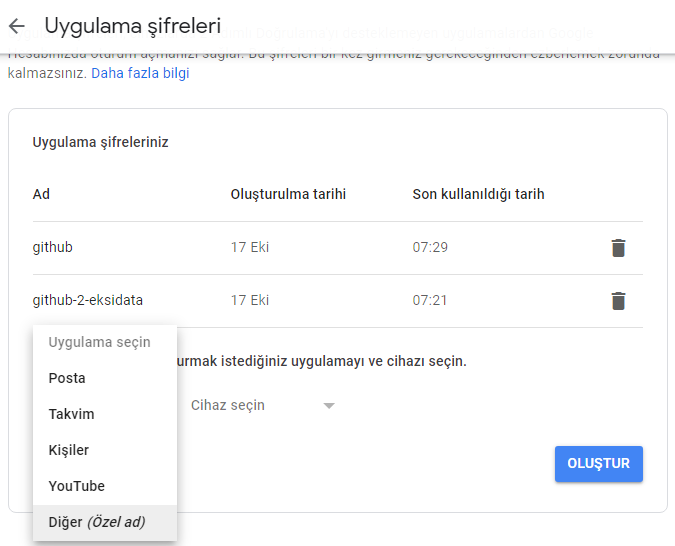 Uygulama şifreleri
Hesabınızda oturum açmanızı sağlar. Bu şifreleri bir kez girmeniz gerekeceğinden ezberlemek zorunda
kalmazsınız. Daha fazla bilgi
Uygulama şifreleriniz
Ad Oluşturulma tarihi Son kullanıldığı tarih
github 17 Eki 07:29
github-2-eksidata 17 Eki 07:21
Uygulama seçin
urmak istediğiniz uygulamayı ve cihazı seçin.
Posta
Cihaz seçin
Takvim
Kişiler
YouTube
OLUŞTUR
Diğer (Özel ad)